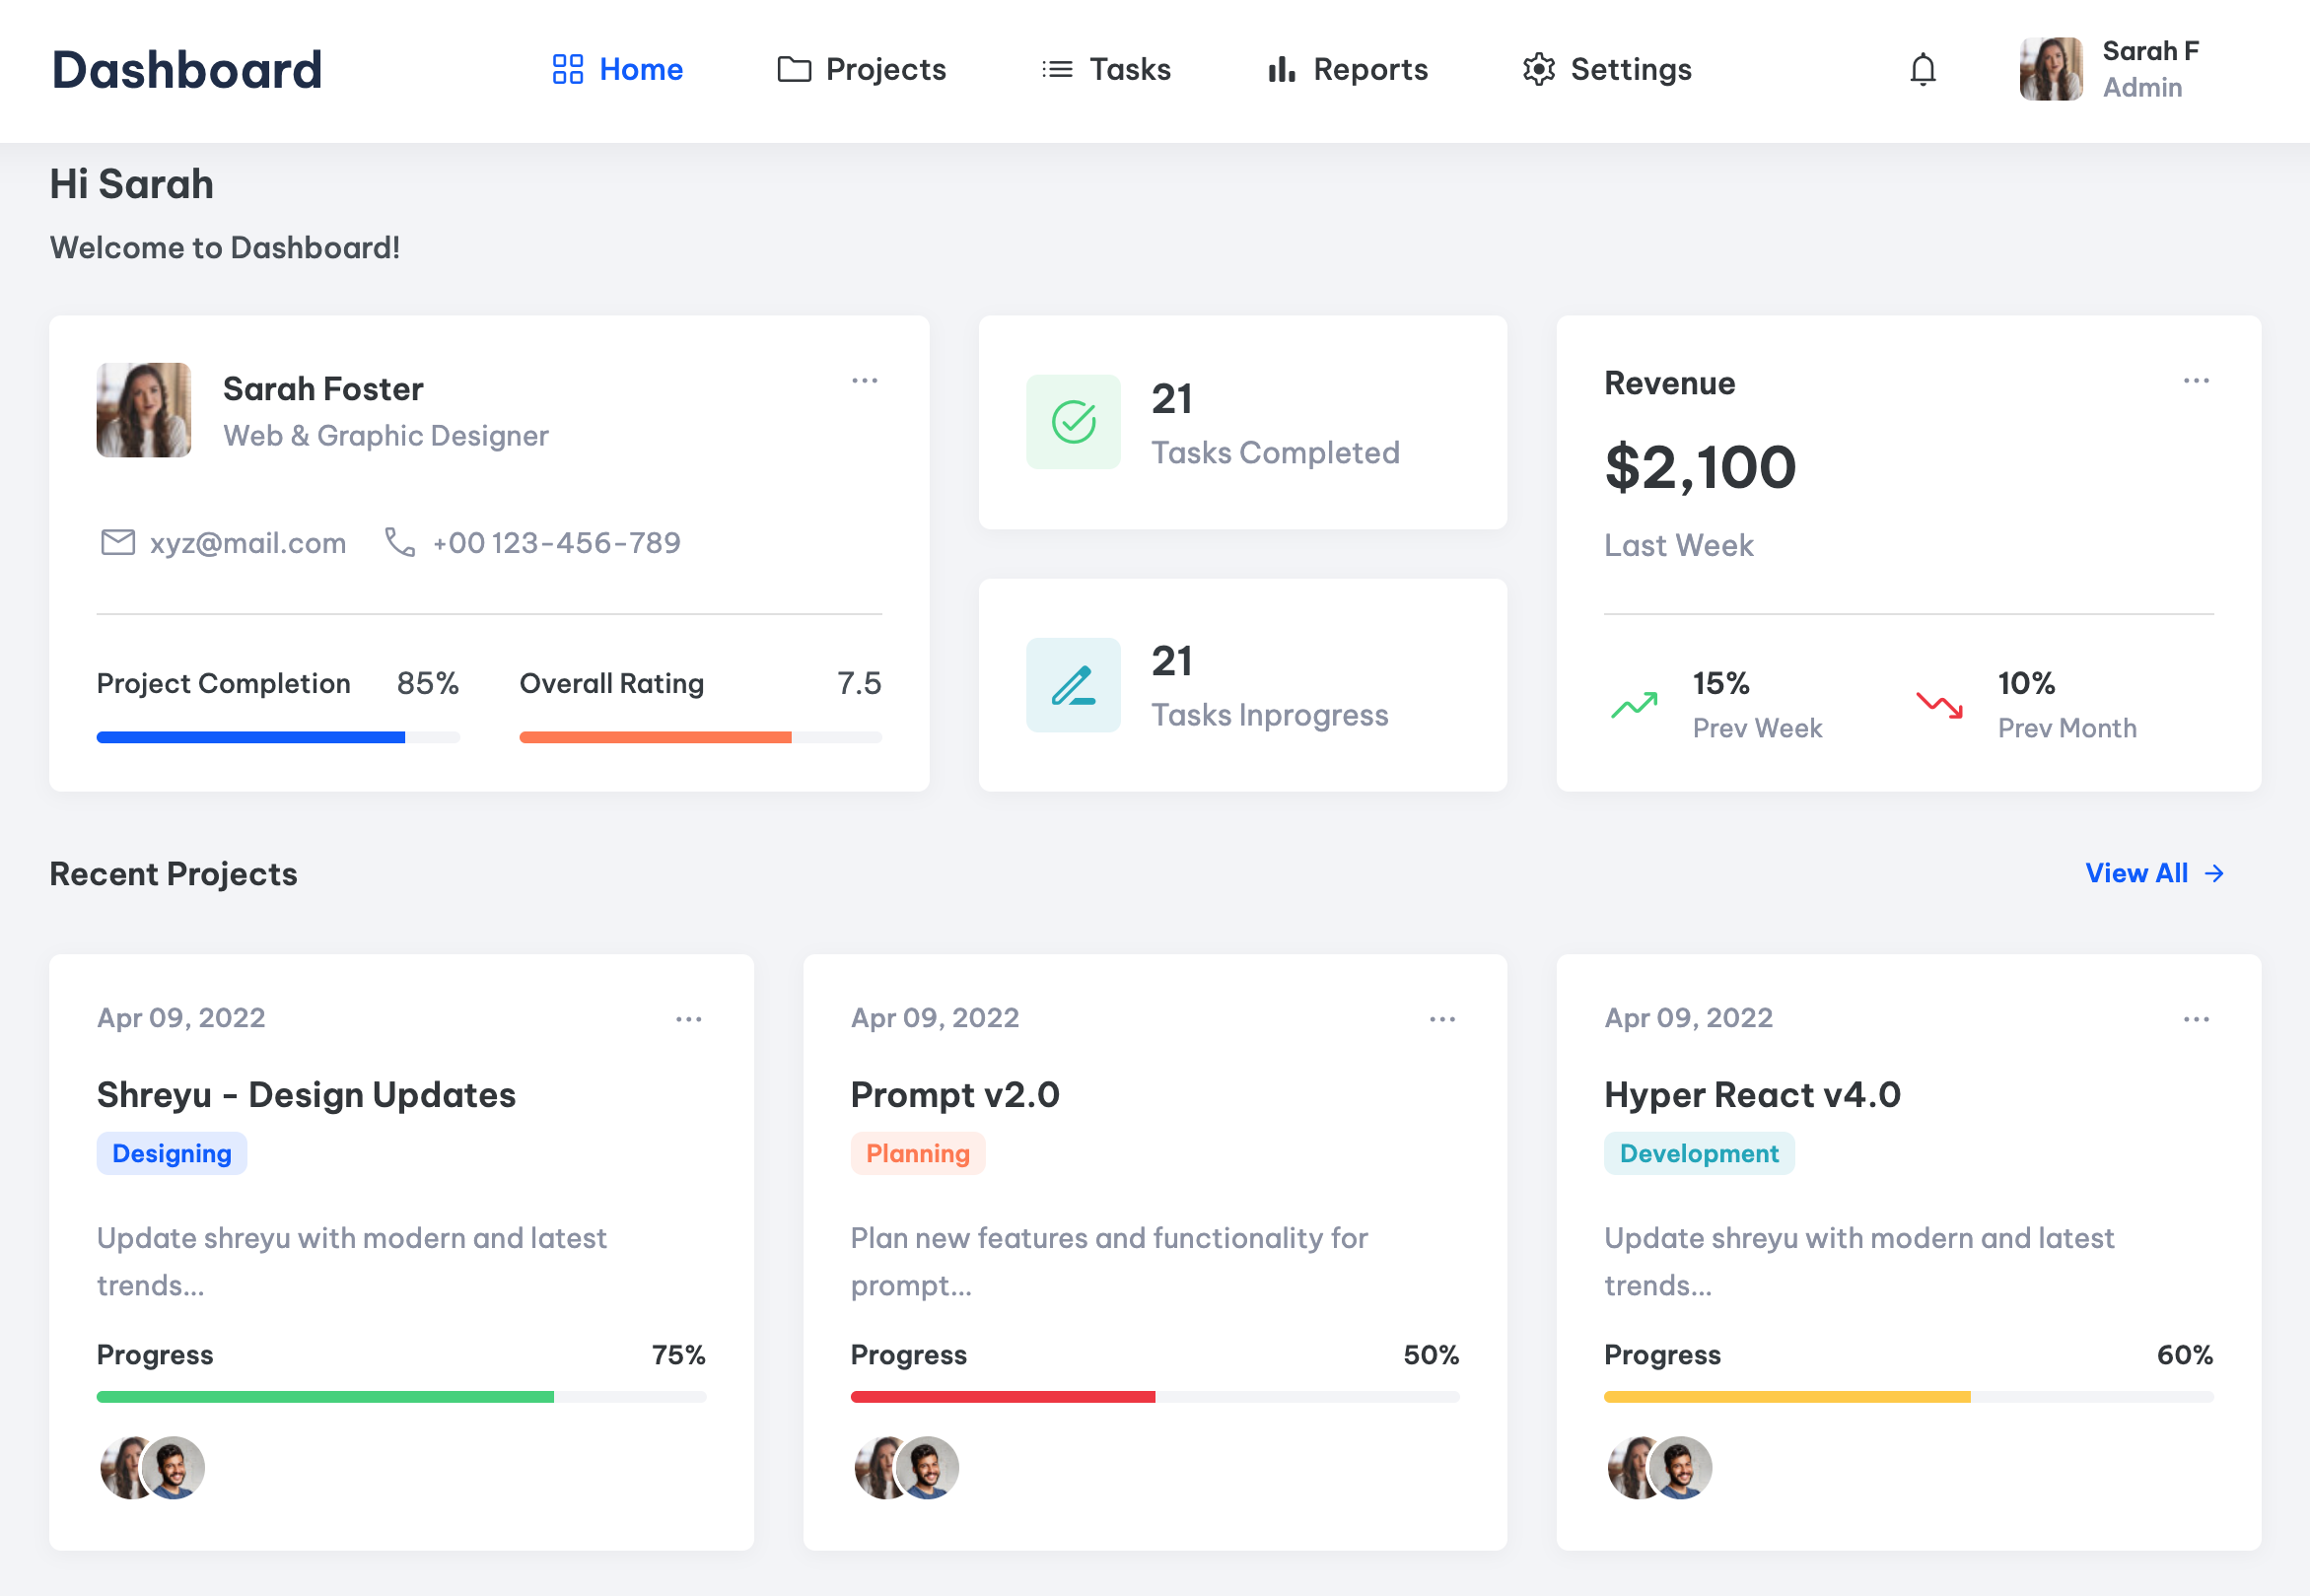 Dashboard
Home
Projects
Tasks
Reports
Settings
Sarah F
Admin
Hi Sarah
Welcome to Dashboard!
Sarah Foster
Web & Graphic Designer
xyz@mail.com
+00 123-456-789
Project Completion 85%
Overall Rating 7.5
21
Tasks Completed
21
Tasks Inprogress
Revenue
$2,100
Last Week
15%
Prev Week
10%
Prev Month
Recent Projects
View All
Apr 09, 2022
Shreyu - Design Updates
Designing
Update shreyu with modern and latest
trends...
Progress 75%
Apr 09, 2022
Prompt v2.0
Planning
Plan new features and functionality for
prompt...
Progress 50%
Apr 09, 2022
Hyper React v4.0
Development
Update shreyu with modern and latest
trends...
Progress 60%